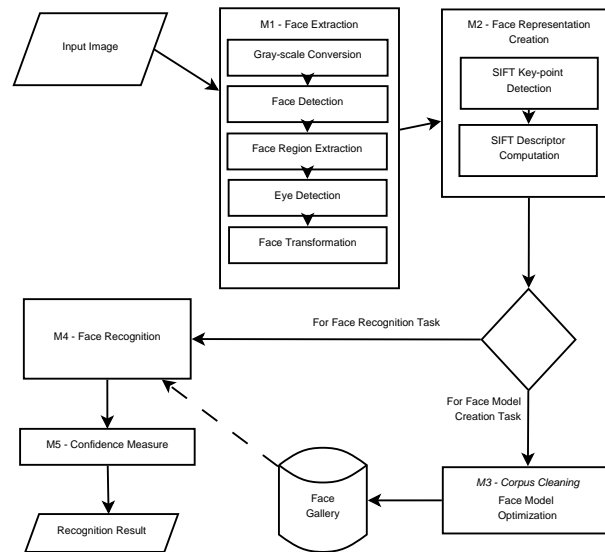 Input Image
M1 - Face Extraction
Gray-scale Conversion
Face Detection
Face Region Extraction
Eye Detection
Face Transformation
M2 - Face Representation
Creation
SIFT Key-point
Detection
SIFT Descriptor
Computation
For Face Recognition Task
M4 - Face Recognition
For Face Model
Creation Task
M5 - Confidence Measure
M3 - Corpus Cleaning
Face Model
Optimization
Face
Gallery
Recognition Result